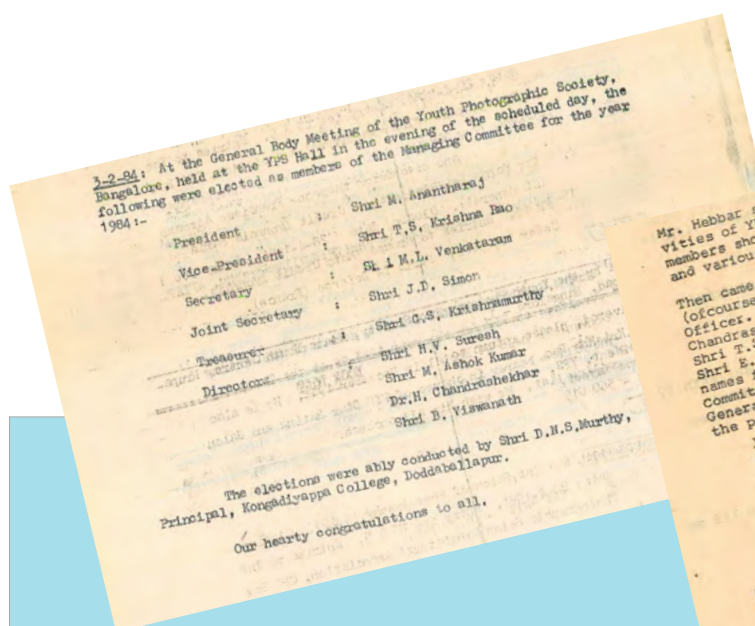 3-2-84: At the General Body Meeting of the Youth Photographic Society,
Bangalore, held at the YPS Hall in the evening of the scheduled day, the
following were elected as members of the Managing Committee for the year
1984:-
President : Shri M. Anantharaj
Vice-President : Shri T.S. Krishna Rao
Secretary : M.L. Venkataram
Joint Secretary : Shri J.D. Simon
Treasurer : Shri G.S. Krishnamurthy
Directors : Shri H.V. Suresh
Shri M. Ashok Kumar
Dr.H. Chandrashekhar
Shri B. Viswanath
The elections were ably conducted by Shri D.N.S.Murthy,
Principal, Kongadiyappa College, Doddaballapur.
Our hearty congratulations to all.
Mr. Hebbar
vities of
members
and variou
Then came
(ofcourse
Officer.
Chandras
Shri T.
Shri E.
names
Committ
General
the